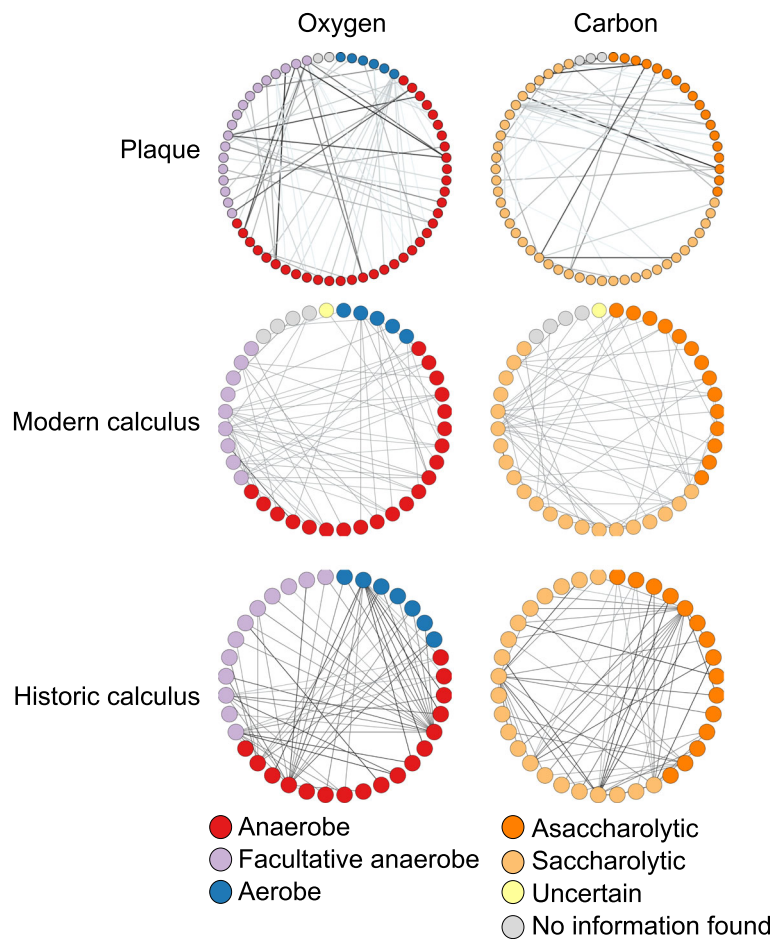 Oxygen
Carbon
Plaque
Modern calculus
Historic calculus
Anaerobe
Facultative anaerobe
Aerobe
Asaccharolytic
Saccharolytic
Uncertain
No information found